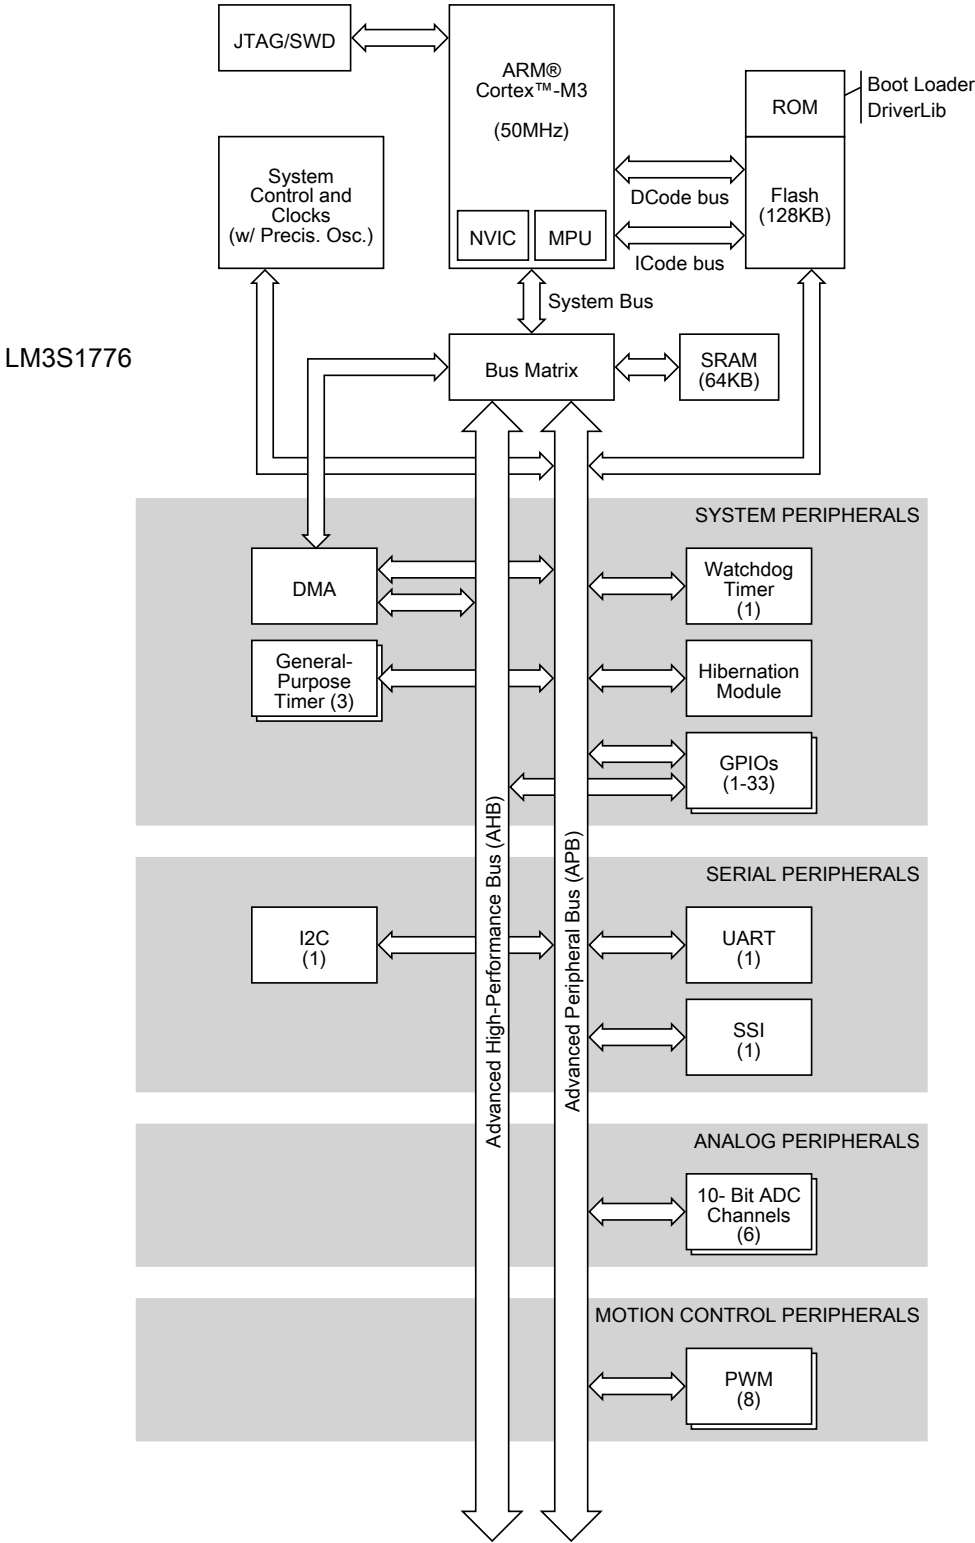 JTAG/SWD
ARM®
Cortex™-M3
(50MHz)
NVIC
MPU
ROM
Boot Loader
DriverLib
Flash
(128KB)
DCode bus
ICode bus
System
Control and
Clocks
(w/ Precis. Osc.)
System Bus
LM3S1776
Bus Matrix
SRAM
(64KB)
SYSTEM PERIPHERALS
DMA
Watchdog
Timer
(1)
General-
Purpose
Timer (3)
Hibernation
Module
GPIOs
(1-33)
Advanced High-Performance Bus (AHB)
Advanced Peripheral Bus (APB)
SERIAL PERIPHERALS
I2C
(1)
UART
(1)
SSI
(1)
ANALOG PERIPHERALS
10- Bit ADC
Channels
(6)
MOTION CONTROL PERIPHERALS
PWM
(8)